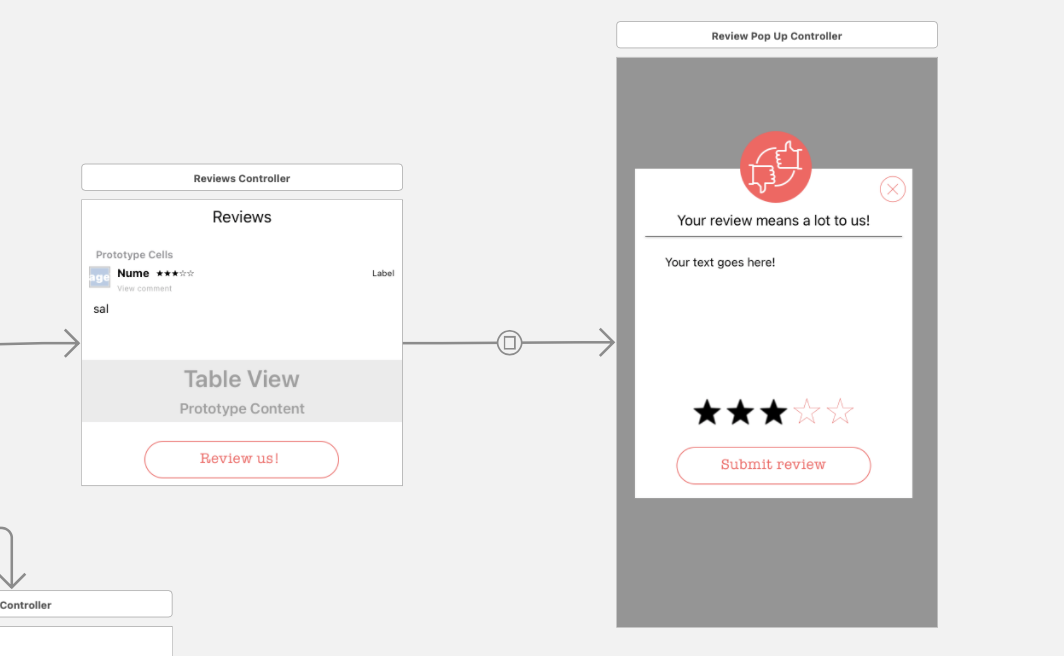 Review Pop Up Controller
Reviews Controller
Reviews
Prototype Cells
age
Nume ★★★☆☆
Label
View comment
sal
Table View
Prototype Content
Review us!
Your review means a lot to us!
Your text goes here!
Submit review
Controller